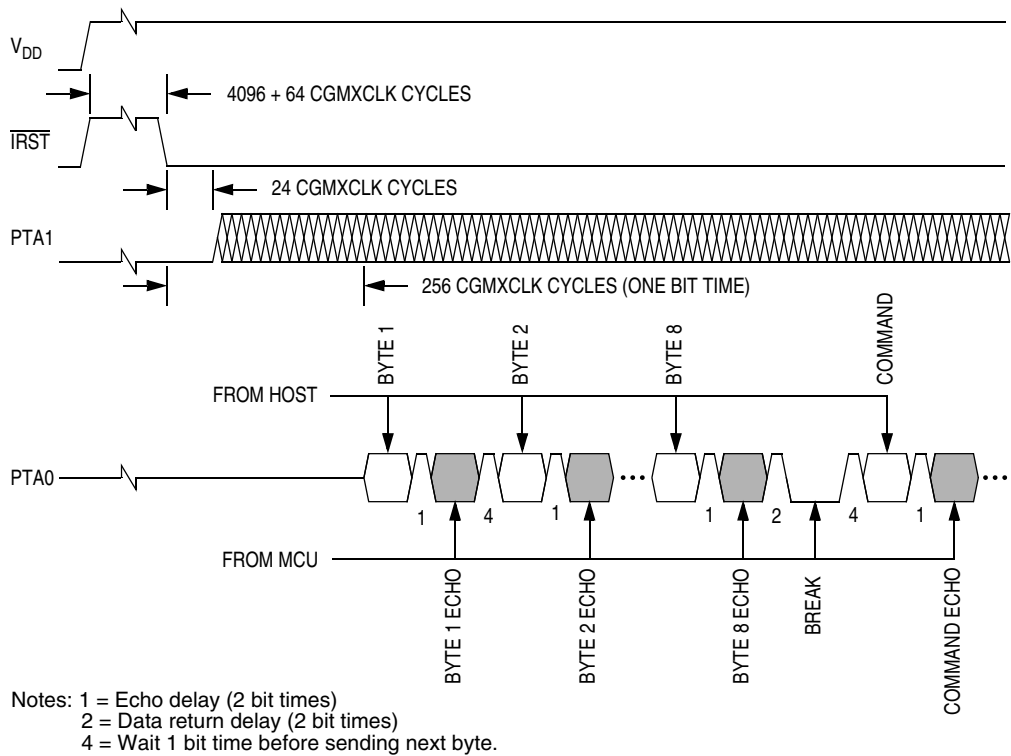 VDD
4096 + 64 CGMXCLK CYCLES
IRST
24 CGMXCLK CYCLES
PTA1
256 CGMXCLK CYCLES (ONE BIT TIME)
BYTE 1
BYTE 2
BYTE 8
COMMAND
FROM HOST
PTA0
1
4
1
1
2
4
1
FROM MCU
BYTE 1 ECHO
BYTE 2 ECHO
BYTE 8 ECHO
BREAK
COMMAND ECHO
Notes: 1 = Echo delay (2 bit times)
2 = Data return delay (2 bit times)
4 = Wait 1 bit time before sending next byte.